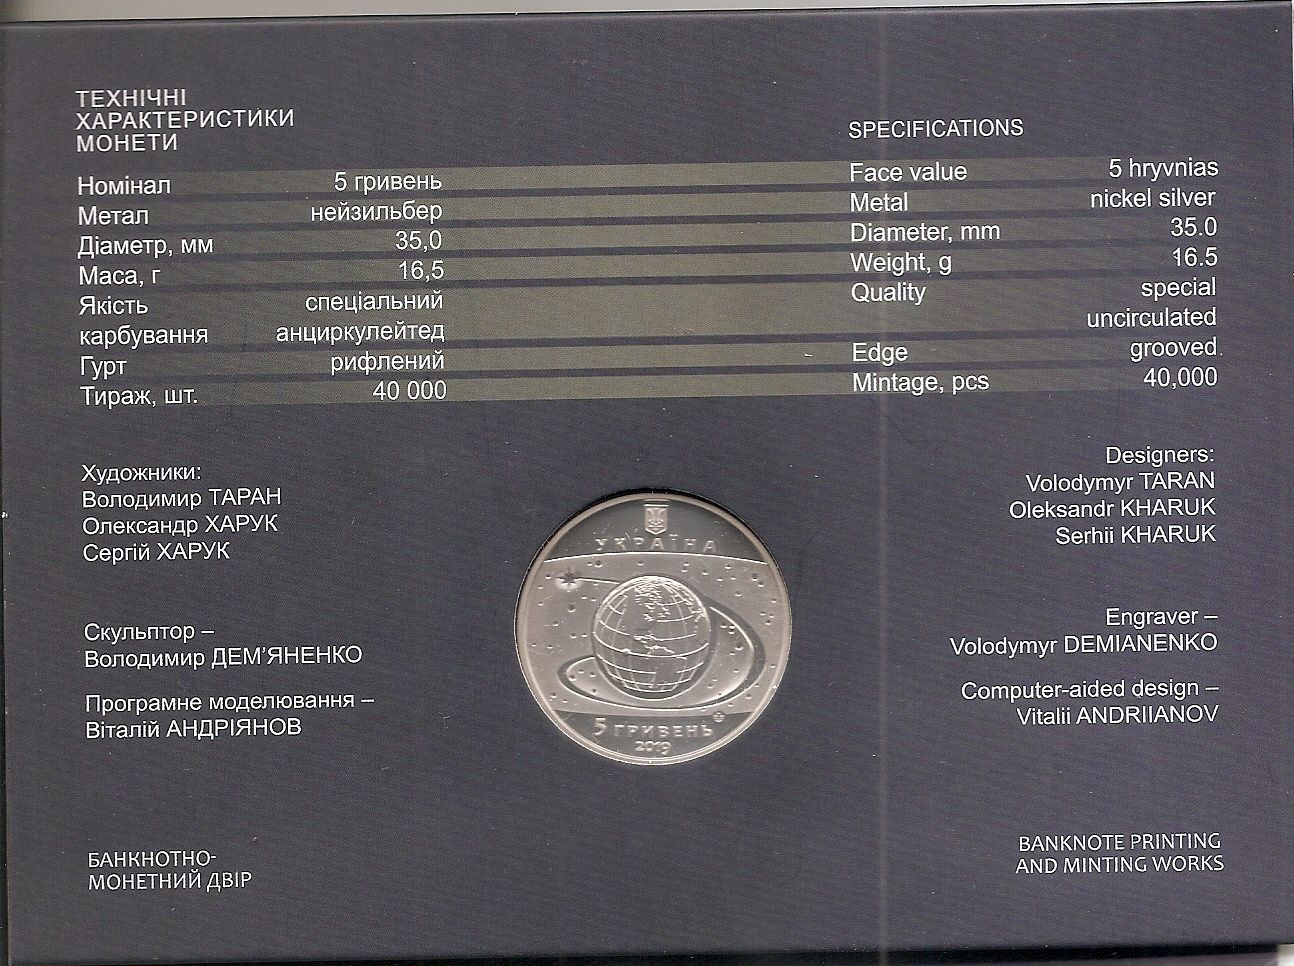 ТЕХНІЧНІ
ХАРАКТЕРИСТИКИ
МОНЕТИ
Номінал 5 гривень
Метал нейзильбер
Діаметр, мм 35,0
Маса, г 16,5
Якість спеціальний
карбування анциркулейтед
Гурт рифлений
Тираж, шт. 40 000
Художники:
Володимир ТАРАН
Олександр ХАРУК
Сергій ХАРУК
Скульптор –
Володимир ДЕМ'ЯНЕНКО
Програмне моделювання –
Віталій АНДРІЯНОВ
БАНКНОТНО-
МОНЕТНИЙ ДВІР
УКРАЇНА
5 ГРИВЕНЬ
2019
SPECIFICATIONS
Face value 5 hryvnias
Metal nickel silver
Diameter, mm 35.0
Weight, g 16.5
Quality special
uncirculated
Edge grooved
Mintage, pcs 40,000
Designers:
Volodymyr TARAN
Oleksandr KHARUK
Serhii KHARUK
Engraver –
Volodymyr DEMIANENKO
Computer-aided design –
Vitalii ANDRIIANOV
BANKNOTE PRINTING
AND MINTING WORKS